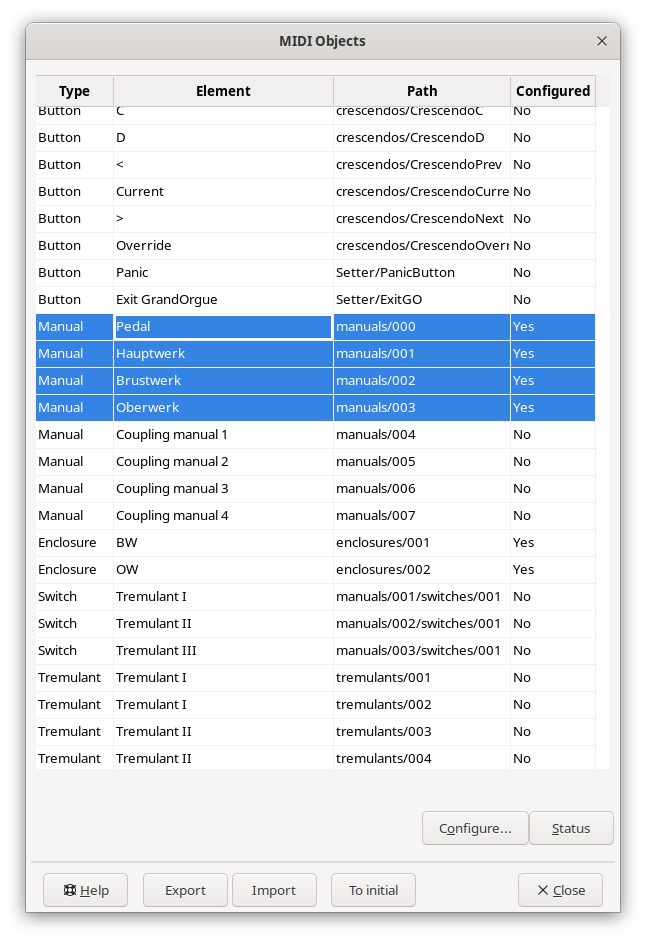 MIDI Objects
Type Element Path Configured
Button C crescendos/CrescendoC No
Button D crescendos/CrescendoD No
Button < crescendos/CrescendoPrev No
Button Current crescendos/CrescendoCurre No
Button > crescendos/CrescendoNext No
Button Override crescendos/CrescendoOverr No
Button Panic Setter/PanicButton No
Button Exit GrandOrgue Setter/ExitGO No
Manual Pedal manuals/000 Yes
Manual Hauptwerk manuals/001 Yes
Manual Brustwerk manuals/002 Yes
Manual Oberwerk manuals/003 Yes
Manual Coupling manual 1 manuals/004 No
Manual Coupling manual 2 manuals/005 No
Manual Coupling manual 3 manuals/006 No
Manual Coupling manual 4 manuals/007 No
Enclosure BW enclosures/001 Yes
Enclosure OW enclosures/002 Yes
Switch Tremulant I manuals/001/switches/001 No
Switch Tremulant II manuals/002/switches/001 No
Switch Tremulant III manuals/003/switches/001 No
Tremulant Tremulant I tremulants/001 No
Tremulant Tremulant I tremulants/002 No
Tremulant Tremulant II tremulants/003 No
Tremulant Tremulant II tremulants/004 No
Configure... Status
Help Export Import To initial Close